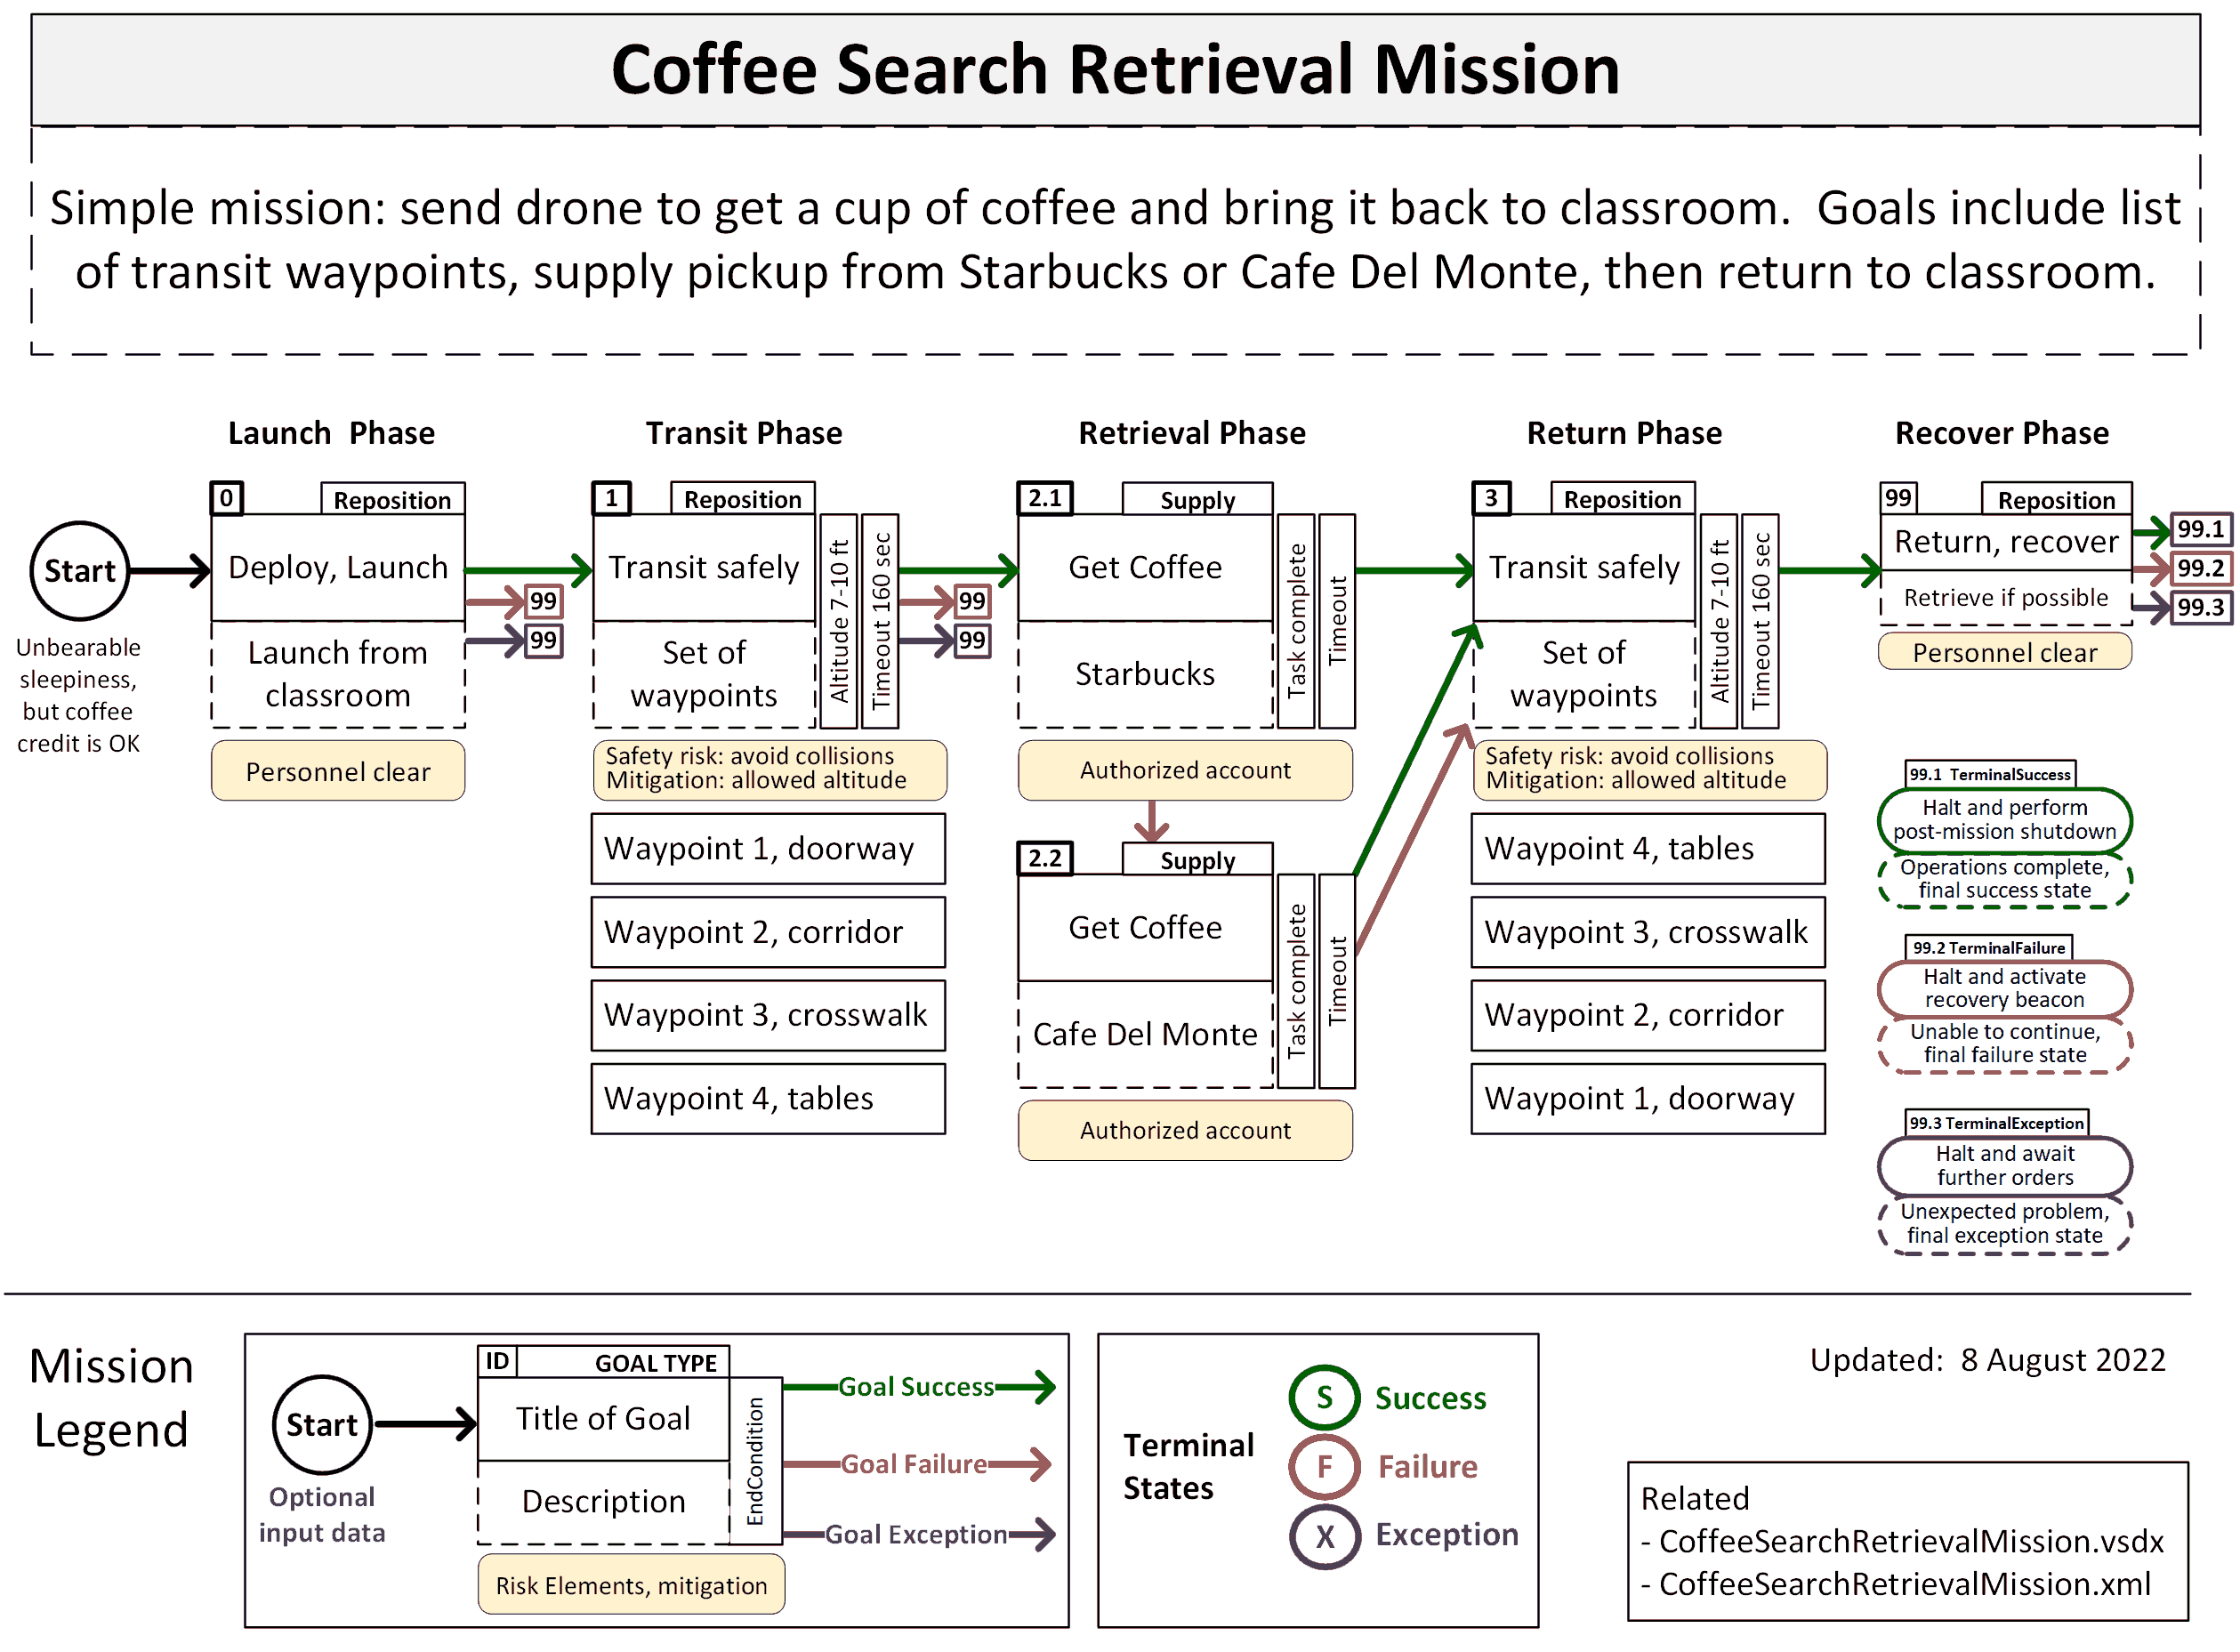 Coffee Search Retrieval Mission
Simple mission: send drone to get a cup of coffee and bring it back to classroom.  Goals include list
of transit waypoints, supply pickup from Starbucks or Cafe Del Monte, then return to classroom.
Launch  Phase
Start
Unbearable
sleepiness,
but coffee
credit is OK
0
Reposition
Deploy, Launch
Launch from
classroom
Personnel clear
99
99
Transit Phase
1
Reposition
Transit safely
Set of
waypoints
Altitude 7-10 ft
Timeout 160 sec
99
99
Safety risk: avoid collisions
Mitigation: allowed altitude
Waypoint 1, doorway
Waypoint 2, corridor
Waypoint 3, crosswalk
Waypoint 4, tables
Retrieval Phase
2.1
Supply
Get Coffee
Starbucks
Task complete
Timeout
Authorized account
2.2
Supply
Get Coffee
Cafe Del Monte
Task complete
Timeout
Authorized account
Return Phase
3
Reposition
Transit safely
Set of
waypoints
Altitude 7-10 ft
Timeout 160 sec
Safety risk: avoid collisions
Mitigation: allowed altitude
Waypoint 4, tables
Waypoint 3, crosswalk
Waypoint 2, corridor
Waypoint 1, doorway
Recover Phase
99
Reposition
Return, recover
Retrieve if possible
Personnel clear
99.1
99.2
99.3
99.1  TerminalSuccess
Halt and perform
post-mission shutdown
Operations complete,
final success state
99.2 TerminalFailure
Halt and activate
recovery beacon
Unable to continue,
final failure state
99.3 TerminalException
Halt and await
further orders
Unexpected problem,
final exception state
Mission
Legend
Start
Optional
input data
ID
GOAL TYPE
Title of Goal
Description
EndCondition
Risk Elements, mitigation
Goal Success
Goal Failure
Goal Exception
Terminal
States
S
Success
F
Failure
X
Exception
Updated:  8 August 2022
Related
- CoffeeSearchRetrievalMission.vsdx
- CoffeeSearchRetrievalMission.xml